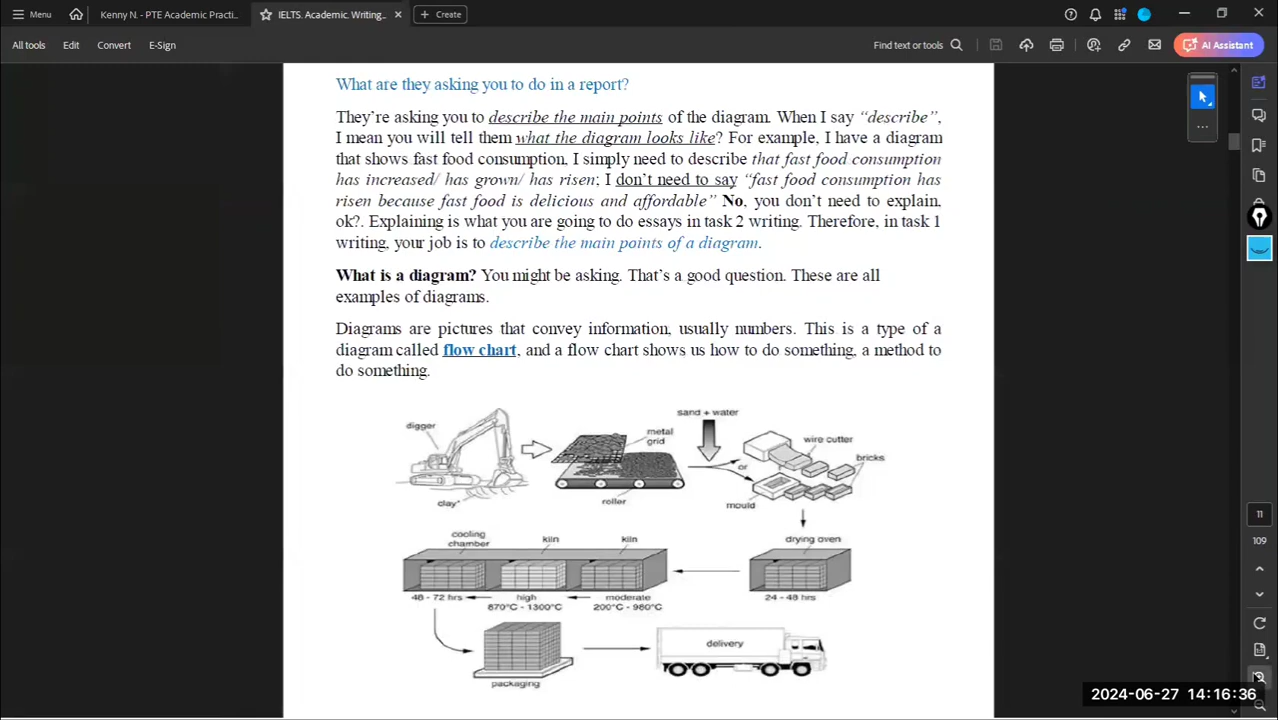 Menu
Kenny N. - PTE Academic Practi...
IELTS. Academic. Writing...
+ Create
All tools
Edit
Convert
E-Sign
Find text or tools
AI Assistant
What are they asking you to do in a report?
They're asking you to describe the main points of the diagram. When I say “describe”,
I mean you will tell them what the diagram looks like? For example, I have a diagram
that shows fast food consumption, I simply need to describe that fast food consumption
has increased/ has grown/ has risen; I don't need to say “fast food consumption has
risen because fast food is delicious and affordable” No, you don't need to explain,
ok?. Explaining is what you are going to do essays in task 2 writing. Therefore, in task 1
writing, your job is to describe the main points of a diagram.
What is a diagram? You might be asking. That's a good question. These are all
examples of diagrams.
Diagrams are pictures that convey information, usually numbers. This is a type of a
diagram called flow chart, and a flow chart shows us how to do something, a method to
do something.
sand + water
digger
metal
grid
wire cutter
or
bricks
clay*
roller
mould
cooling
chamber
kiln
kiln
drying oven
48 - 72 hrs
high
870°C - 1300°C
moderate
200°C - 980°C
24 - 48 hrs
delivery
packaging
11
109
2024-06-27 14:16:36